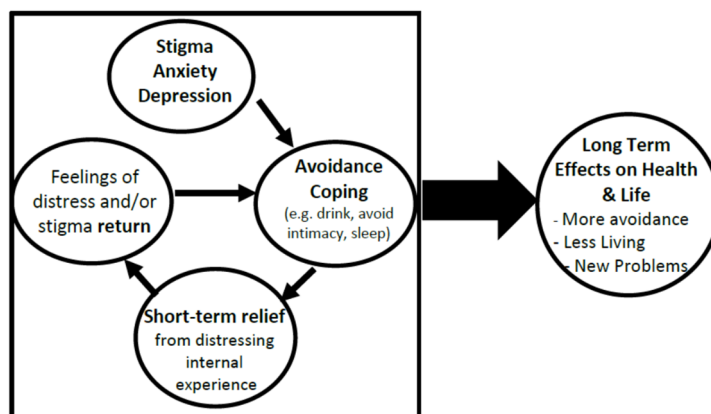 Stigma
Anxiety
Depression
Feelings of
distress and/or
stigma return
Avoidance
Coping
(e.g. drink, avoid
intimacy, sleep)
Short-term relief
from distressing
internal
experience
Long Term
Effects on Health
& Life
- More avoidance
- Less Living
- New Problems